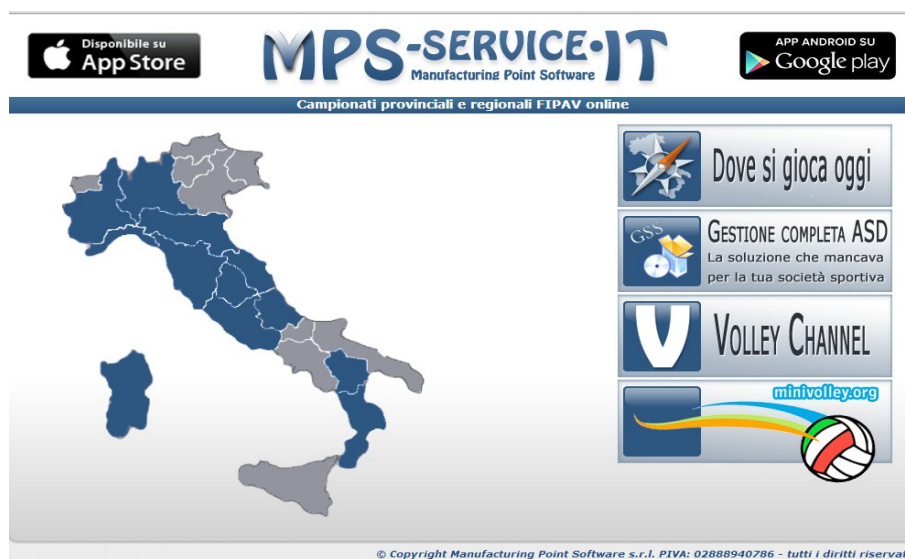 Disponibile su
App Store
MPS-SERVICE•IT
Manufacturing Point Software
APP ANDROID SU
Google play
Campionati provinciali e regionali FIPAV online
Dove si gioca oggi
GSS
GESTIONE COMPLETA ASD
La soluzione che mancava
per la tua società sportiva
V
VOLLEY CHANNEL
minivolley.org
© Copyright Manufacturing Point Software s.r.l. PIVA: 02888940786 - tutti i diritti riservat